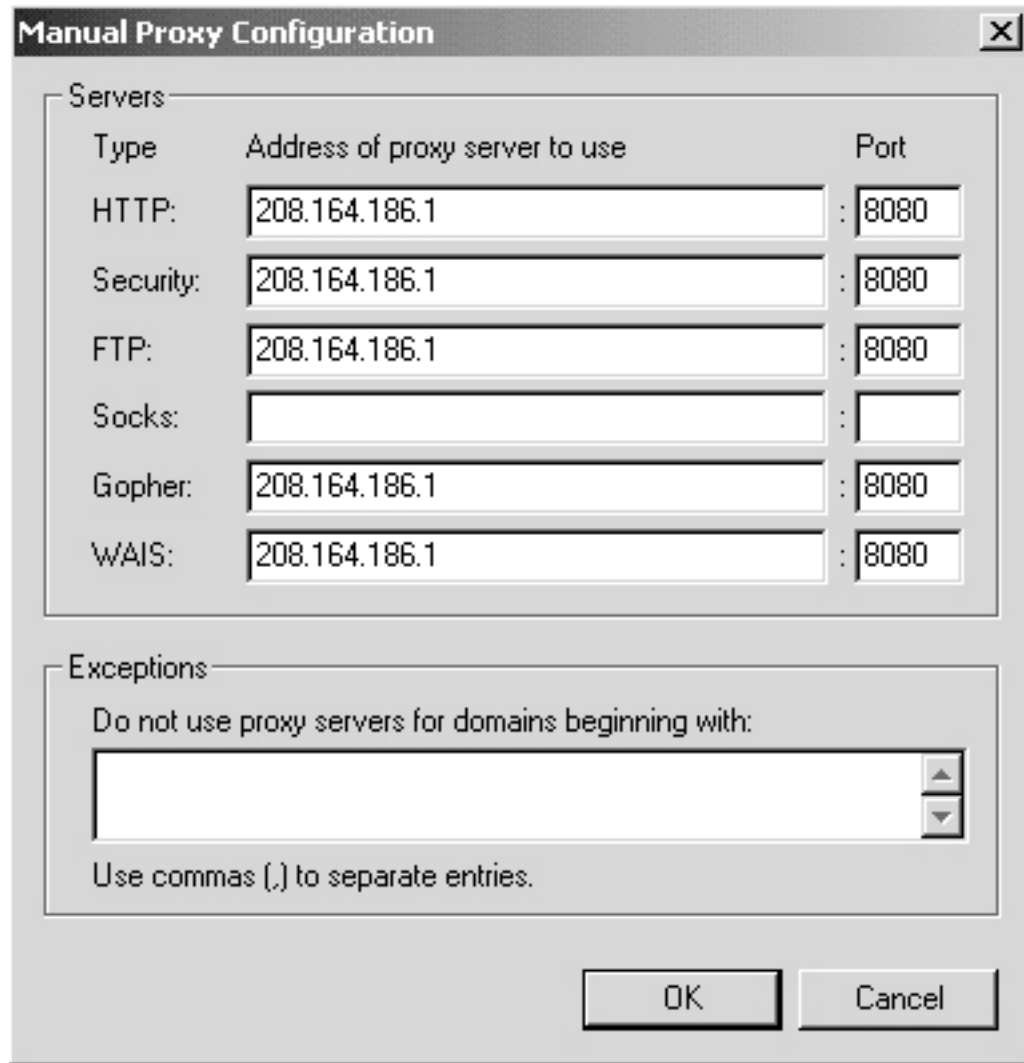 Manual Proxy Configuration
Servers
Type Address of proxy server to use Port
HTTP: 208.164.186.1 : 8080
Security: 208.164.186.1 : 8080
FTP: 208.164.186.1 : 8080
Socks: :
Gopher: 208.164.186.1 : 8080
WAIS: 208.164.186.1 : 8080
Exceptions
Do not use proxy servers for domains beginning with:
Use commas (,) to separate entries.
OK Cancel